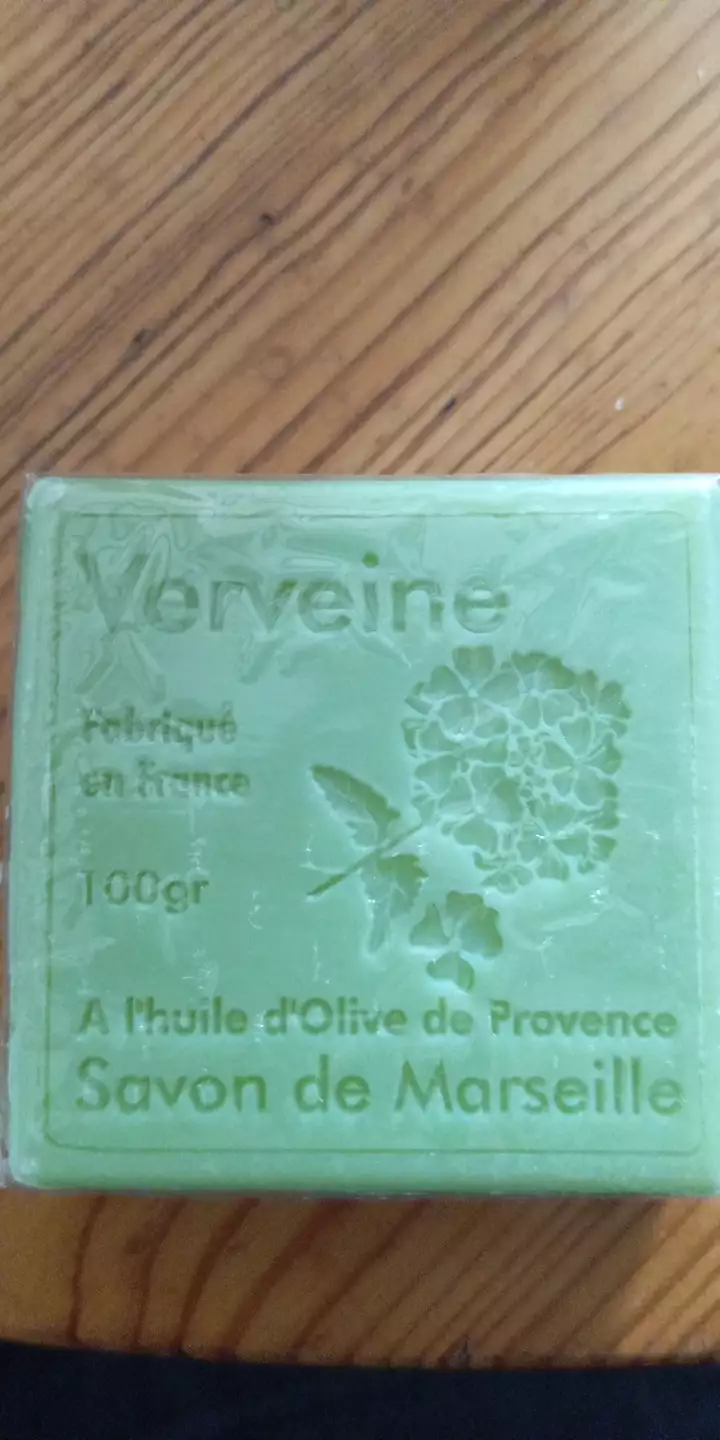 Verveine
Fabriqué
en France
100gr
A l'huile d'Olive de Provence
Savon de Marseille